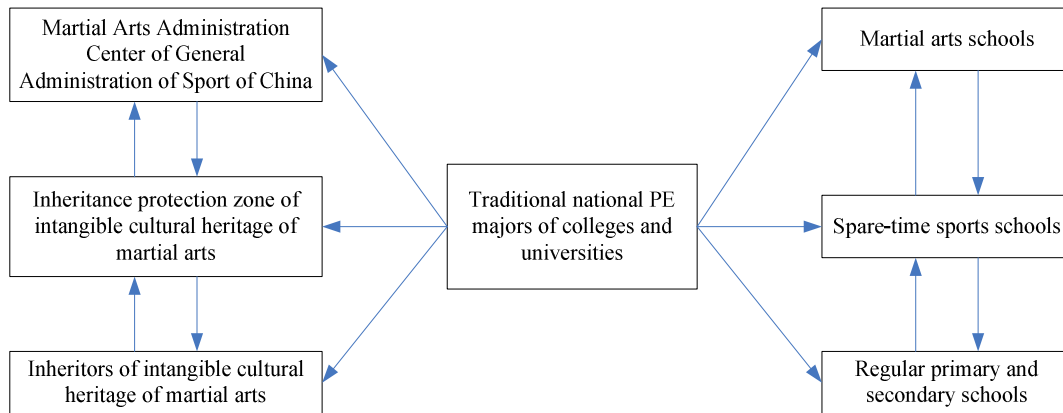 Martial Arts Administration
Center of General
Administration of Sport of China
Inheritance protection zone of
intangible cultural heritage of
martial arts
Inheritors of intangible cultural
heritage of martial arts
Traditional national PE
majors of colleges and
universities
Martial arts schools
Spare-time sports schools
Regular primary and
secondary schools